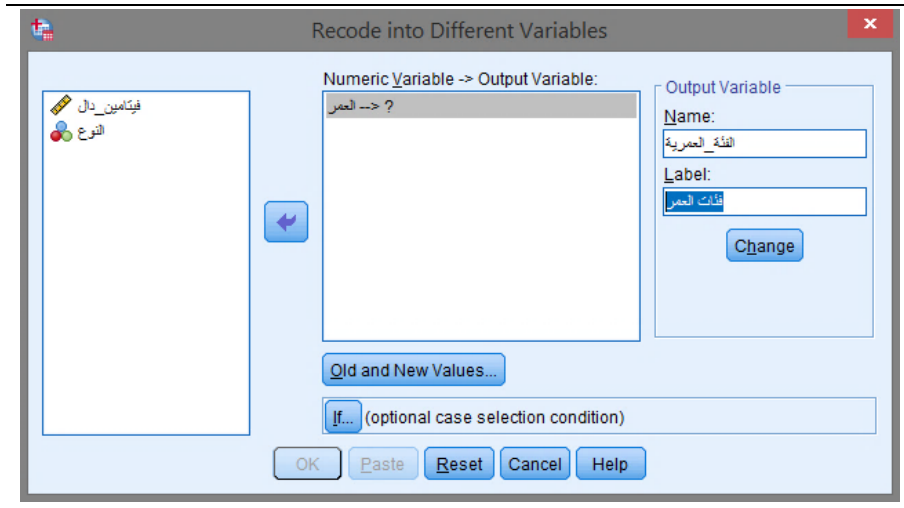 Recode into Different Variables
x
فيتامين_دال
النوع
Numeric Variable -> Output Variable:
العمر --> ?
Output Variable
Name:
الفئة_العمرية
Label:
فئات العمر
Change
Old and New Values...
If... (optional case selection condition)
OK Paste Reset Cancel Help